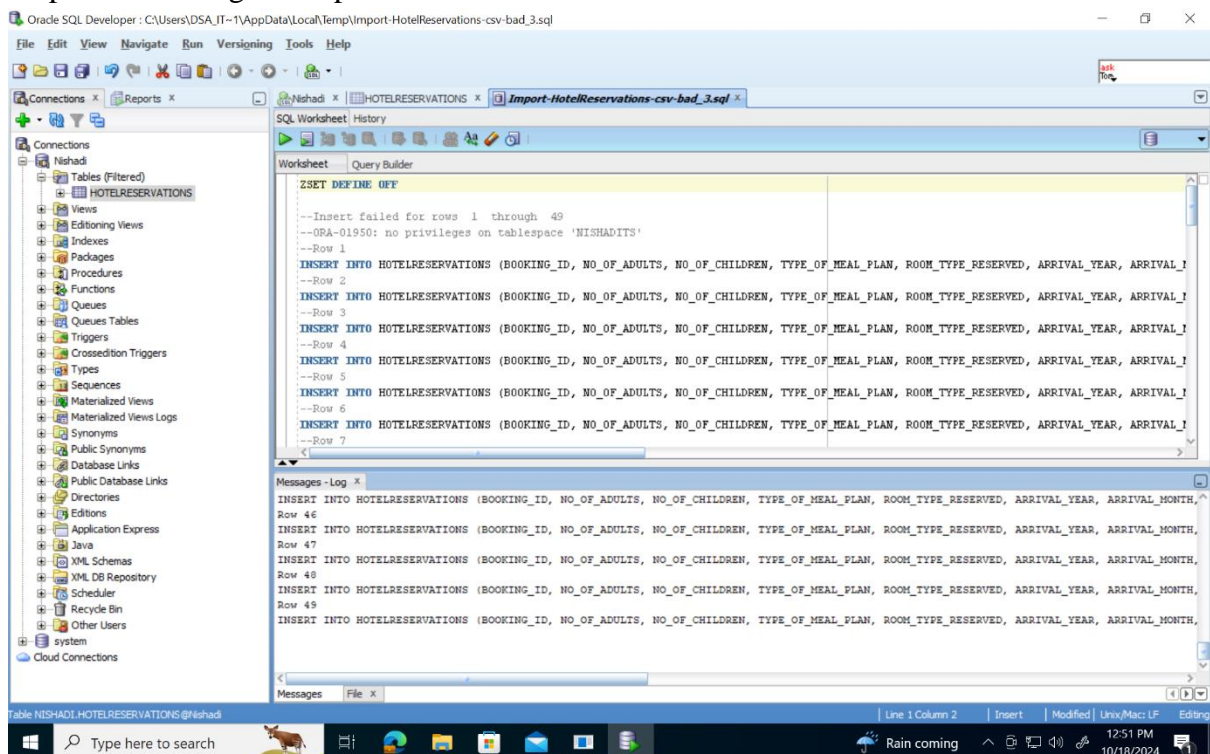 Oracle SQL Developer : C:\Users\DSA_IT~1\AppData\Local\Temp\Import-HotelReservations-csv-bad_3.sql
File Edit View Navigate Run Versioning Tools Help
Connections Reports
Nishadi HOTELRESERVATIONS Import-HotelReservations-csv-bad_3.sql
SQL Worksheet History
Worksheet Query Builder
Connections
Nishadi
Tables (Filtered)
HOTELRESERVATIONS
Views
Editioning Views
Indexes
Packages
Procedures
Functions
Queues
Queues Tables
Triggers
Crossedition Triggers
Types
Sequences
Materialized Views
Materialized Views Logs
Synonyms
Public Synonyms
Database Links
Public Database Links
Directories
Editions
Application Express
Java
XML Schemas
XML DB Repository
Scheduler
Recycle Bin
Other Users
system
Cloud Connections
ZSET DEFINE OFF
--Insert failed for rows 1 through 49
--ORA-01950: no privileges on tablespace 'NISHADITS'
--Row 1
INSERT INTO HOTELRESERVATIONS (BOOKING_ID, NO_OF_ADULTS, NO_OF_CHILDREN, TYPE_OF_MEAL_PLAN, ROOM_TYPE_RESERVED, ARRIVAL_YEAR,
--Row 2
INSERT INTO HOTELRESERVATIONS (BOOKING_ID, NO_OF_ADULTS, NO_OF_CHILDREN, TYPE_OF_MEAL_PLAN, ROOM_TYPE_RESERVED, ARRIVAL_YEAR,
--Row 3
INSERT INTO HOTELRESERVATIONS (BOOKING_ID, NO_OF_ADULTS, NO_OF_CHILDREN, TYPE_OF_MEAL_PLAN, ROOM_TYPE_RESERVED, ARRIVAL_YEAR,
--Row 4
INSERT INTO HOTELRESERVATIONS (BOOKING_ID, NO_OF_ADULTS, NO_OF_CHILDREN, TYPE_OF_MEAL_PLAN, ROOM_TYPE_RESERVED, ARRIVAL_YEAR,
--Row 5
INSERT INTO HOTELRESERVATIONS (BOOKING_ID, NO_OF_ADULTS, NO_OF_CHILDREN, TYPE_OF_MEAL_PLAN, ROOM_TYPE_RESERVED, ARRIVAL_YEAR,
--Row 6
INSERT INTO HOTELRESERVATIONS (BOOKING_ID, NO_OF_ADULTS, NO_OF_CHILDREN, TYPE_OF_MEAL_PLAN, ROOM_TYPE_RESERVED, ARRIVAL_YEAR,
--Row 7
Messages - Log
INSERT INTO HOTELRESERVATIONS (BOOKING_ID, NO_OF_ADULTS, NO_OF_CHILDREN, TYPE_OF_MEAL_PLAN, ROOM_TYPE_RESERVED, ARRIVAL_YEAR, ARRIVAL_MONTH,
Row 46
INSERT INTO HOTELRESERVATIONS (BOOKING_ID, NO_OF_ADULTS, NO_OF_CHILDREN, TYPE_OF_MEAL_PLAN, ROOM_TYPE_RESERVED, ARRIVAL_YEAR, ARRIVAL_MONTH,
Row 47
INSERT INTO HOTELRESERVATIONS (BOOKING_ID, NO_OF_ADULTS, NO_OF_CHILDREN, TYPE_OF_MEAL_PLAN, ROOM_TYPE_RESERVED, ARRIVAL_YEAR, ARRIVAL_MONTH,
Row 48
INSERT INTO HOTELRESERVATIONS (BOOKING_ID, NO_OF_ADULTS, NO_OF_CHILDREN, TYPE_OF_MEAL_PLAN, ROOM_TYPE_RESERVED, ARRIVAL_YEAR, ARRIVAL_MONTH,
Row 49
INSERT INTO HOTELRESERVATIONS (BOOKING_ID, NO_OF_ADULTS, NO_OF_CHILDREN, TYPE_OF_MEAL_PLAN, ROOM_TYPE_RESERVED, ARRIVAL_YEAR, ARRIVAL_MONTH,
Messages File
Table NISHADI.HOTELRESERVATIONS@Nishadi
Line 1 Column 2 Insert Modified Unix/Mac: LF Editing
Type here to search
Rain coming
12:51 PM
10/18/2024